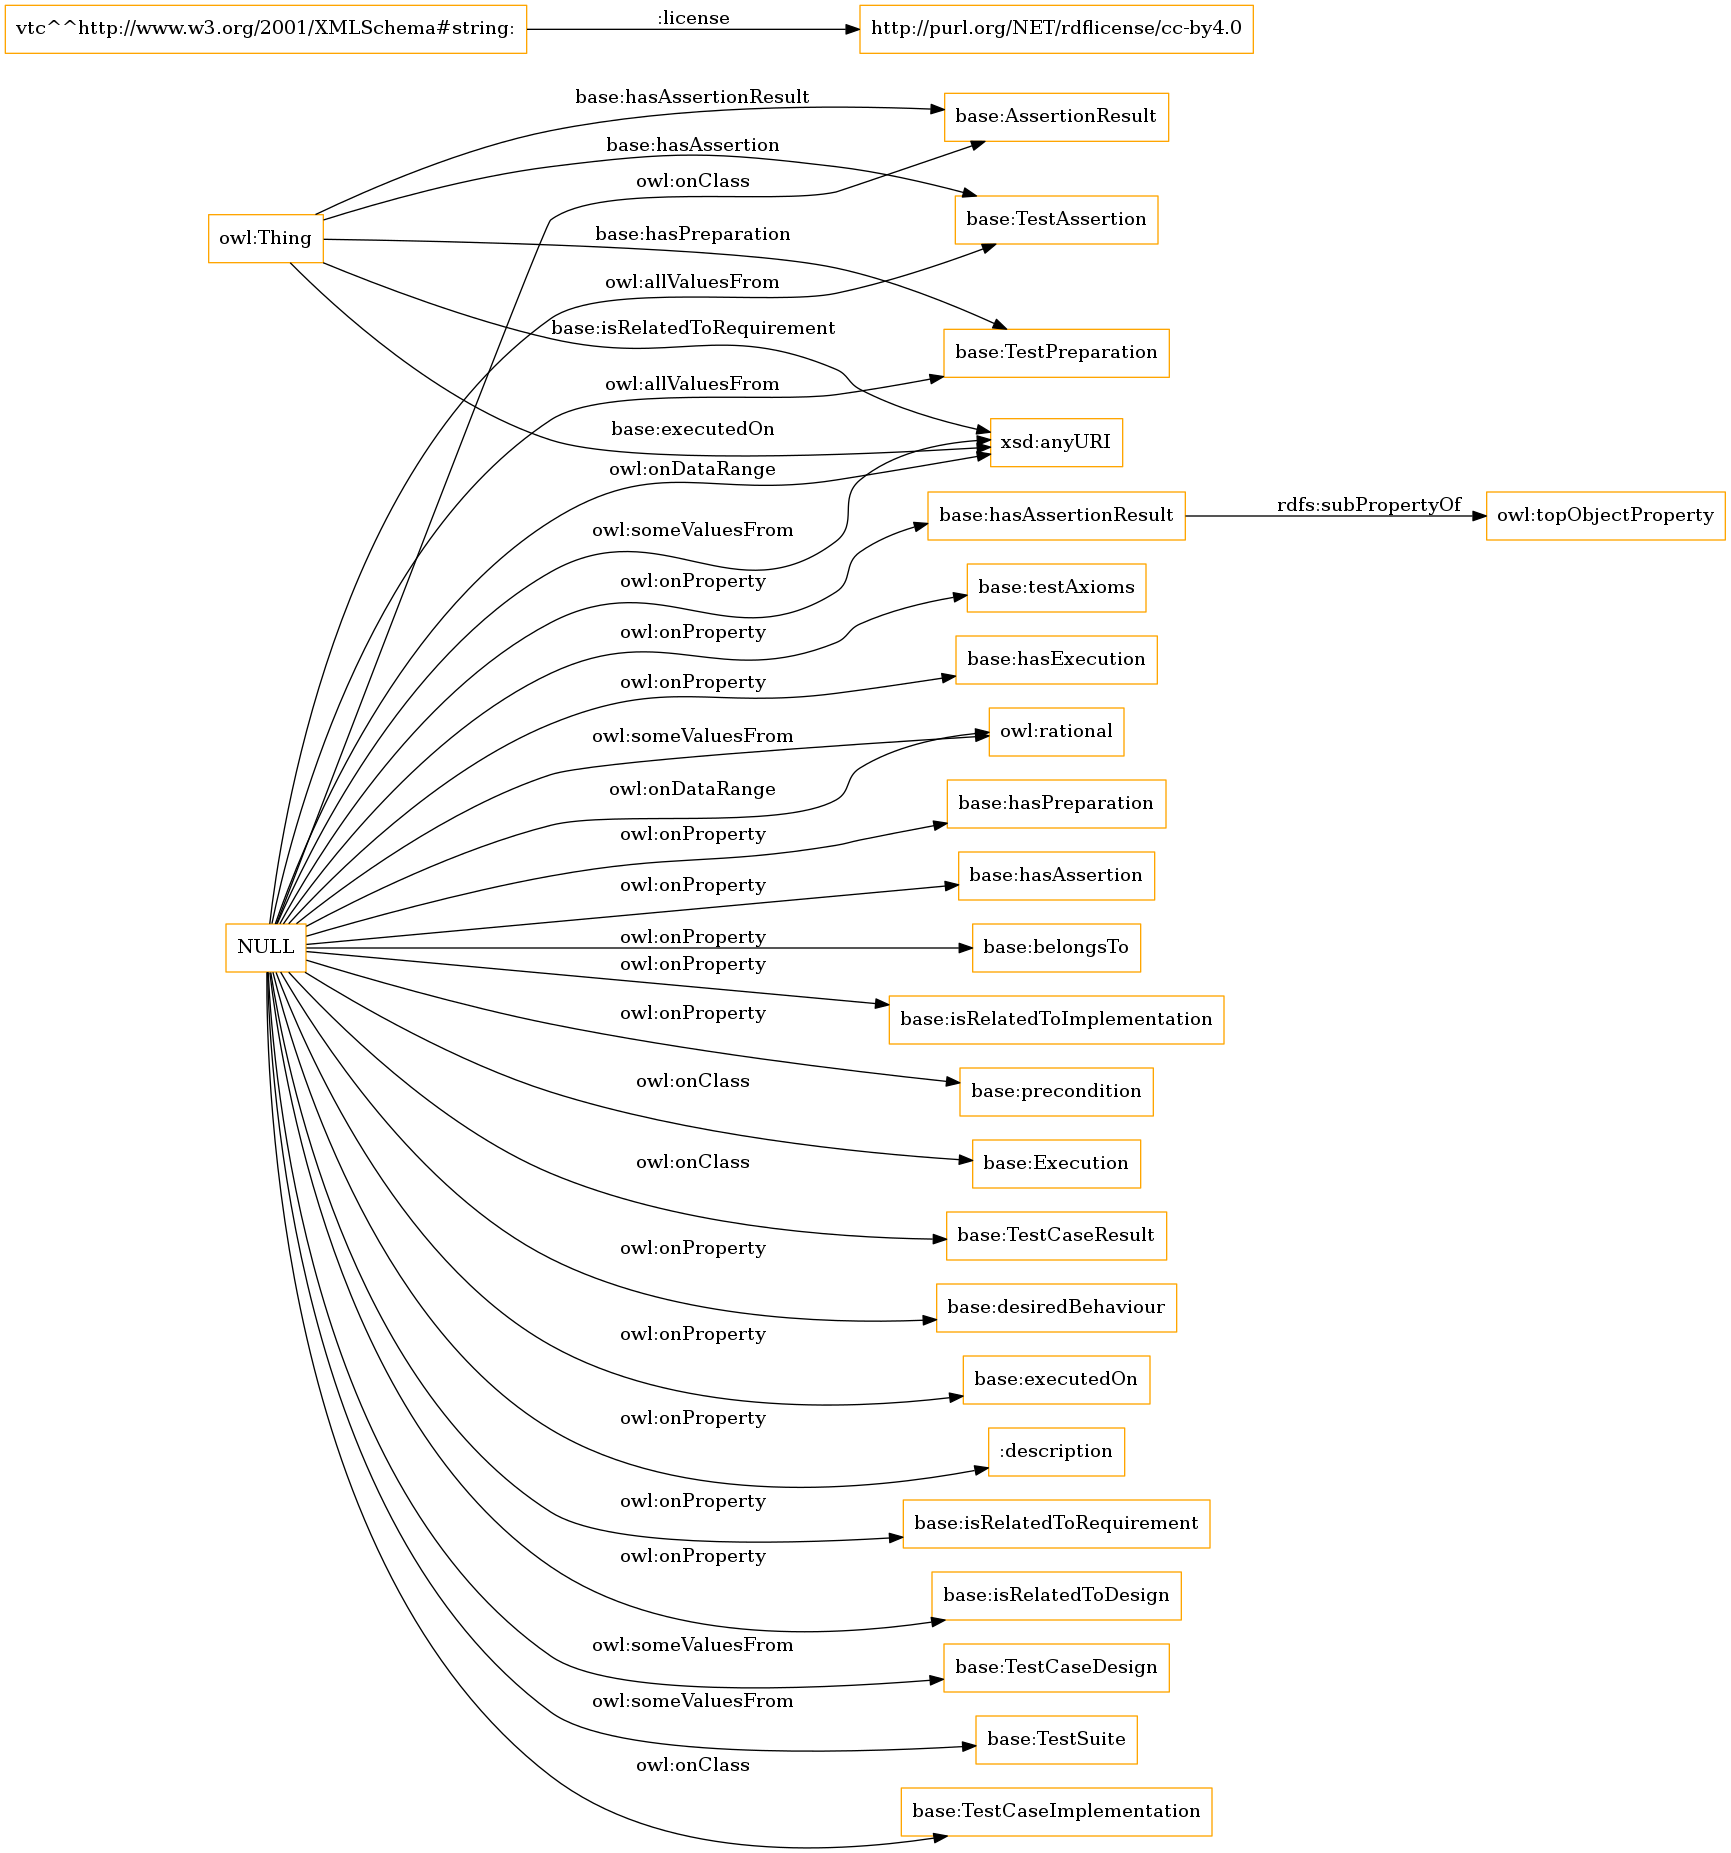 vtc^^http://www.w3.org/2001/XMLSchema#string:
:license
http://purl.org/NET/rdflicense/cc-by4.0
base:hasAssertionResult
base:AssertionResult
base:hasAssertion
owl:onClass
base:TestAssertion
owl:Thing
base:hasPreparation
owl:allValuesFrom
base:isRelatedToRequirement
base:TestPreparation
owl:allValuesFrom
base:executedOn
xsd:anyURI
owl:onDataRange
owl:someValuesFrom
base:hasAssertionResult
rdfs:subPropertyOf
owl:topObjectProperty
owl:onProperty
base:testAxioms
owl:onProperty
base:hasExecution
owl:onProperty
owl:someValuesFrom
owl:rational
owl:onDataRange
base:hasPreparation
owl:onProperty
base:hasAssertion
owl:onProperty
NULL
owl:onProperty
base:belongsTo
owl:onProperty
base:isRelatedToImplementation
owl:onProperty
base:precondition
owl:onClass
base:Execution
owl:onClass
base:TestCaseResult
owl:onProperty
base:desiredBehaviour
owl:onProperty
base:executedOn
owl:onProperty
:description
owl:onProperty
base:isRelatedToRequirement
owl:onProperty
base:isRelatedToDesign
owl:someValuesFrom
base:TestCaseDesign
owl:someValuesFrom
base:TestSuite
owl:onClass
base:TestCaseImplementation